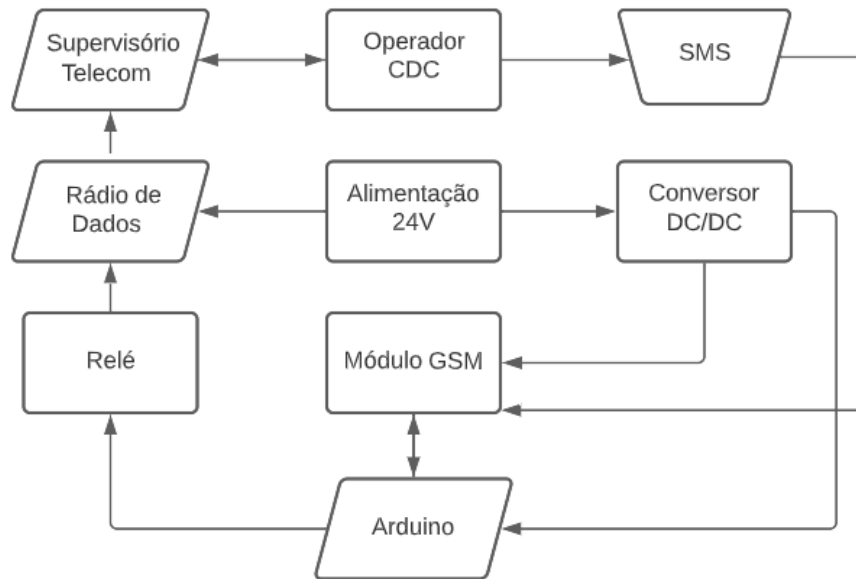 Supervisório
Telecom
Operador
CDC
SMS
Rádio de
Dados
Alimentação
24V
Conversor
DC/DC
Relé
Módulo GSM
Arduino